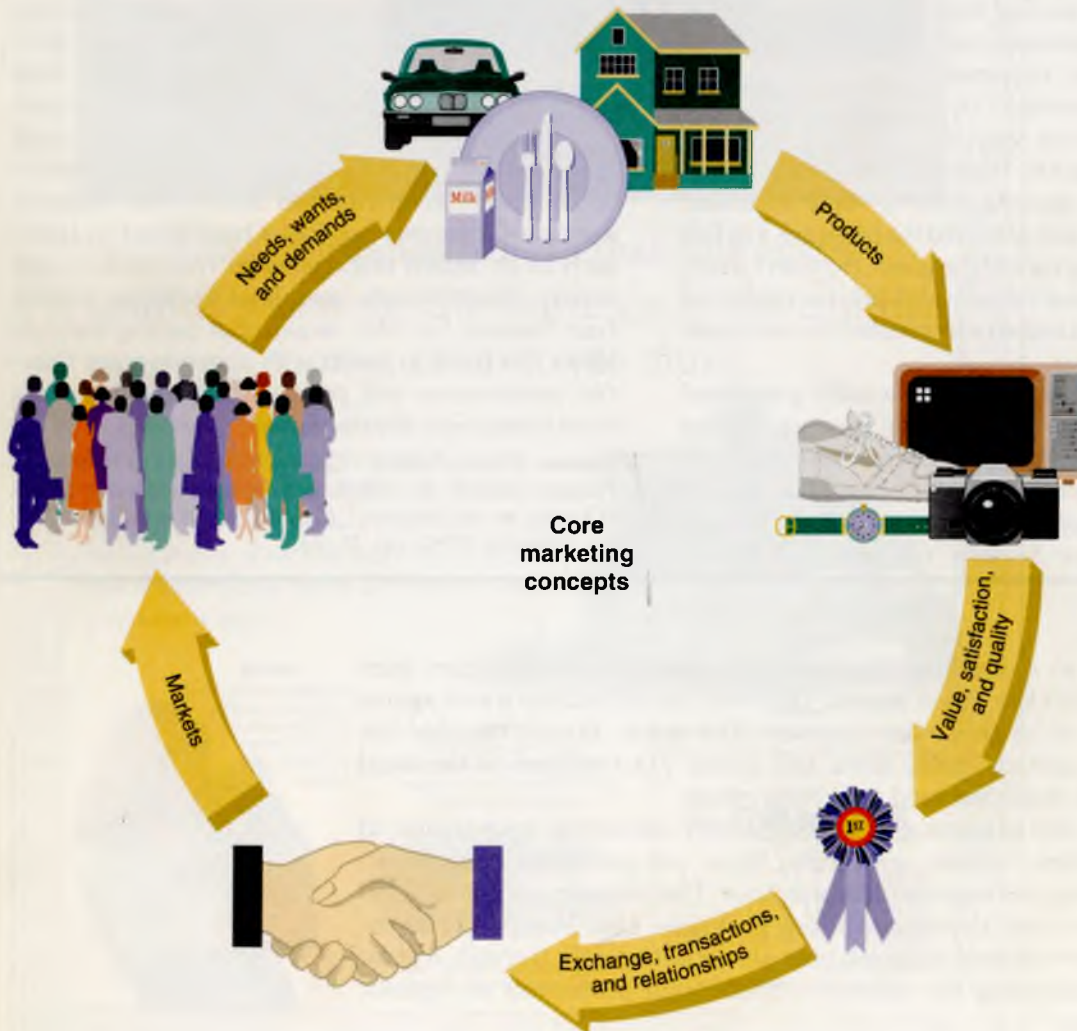 Needs, wants,
and demands
Milk
Milk
Products
Core
marketing
concepts
Value, satisfaction,
and quality
1ST
Exchange, transactions,
and relationships
Markets